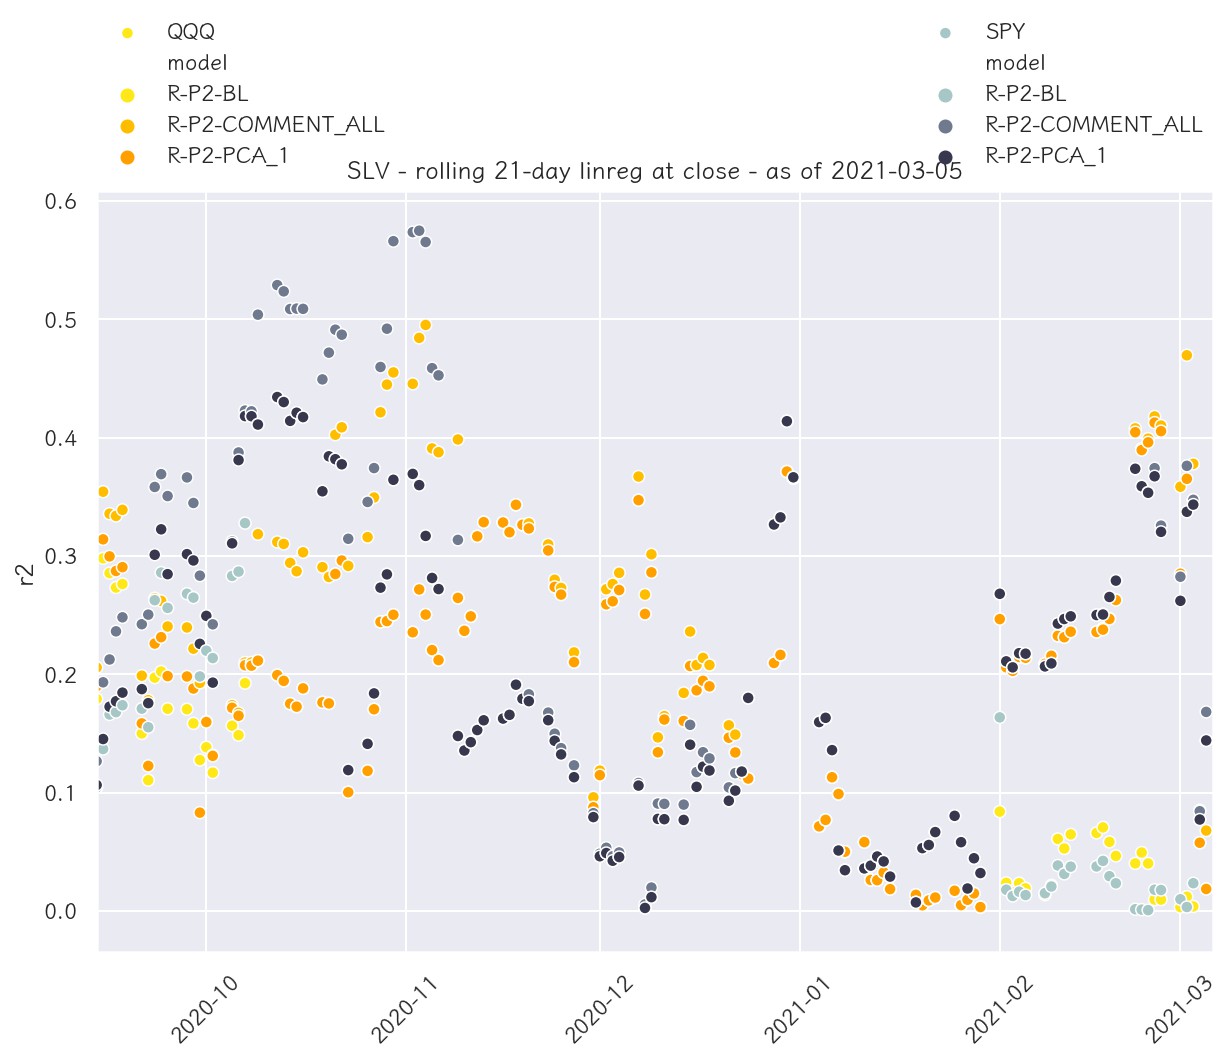 QQQ
model
R-P2-BL
R-P2-COMMENT_ALL
R-P2-PCA_1
SPY
model
R-P2-BL
R-P2-COMMENT_ALL
R-P2-PCA_1
SLV - rolling 21-day linreg at close - as of 2021-03-05
0.6
0.5
0.4
0.3
0.2
0.1
0.0
r2
2020-10
2020-11
2020-12
2021-01
2021-02
2021-03